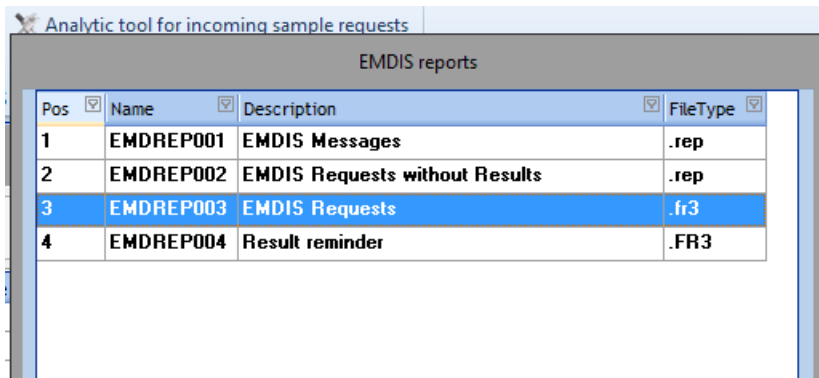 Analytic tool for incoming sample requests
EMDIS reports
Pos Name Description FileType
1 EMDREP001 EMDIS Messages .rep
2 EMDREP002 EMDIS Requests without Results .rep
3 EMDREP003 EMDIS Requests .fr3
4 EMDREP004 Result reminder .FR3